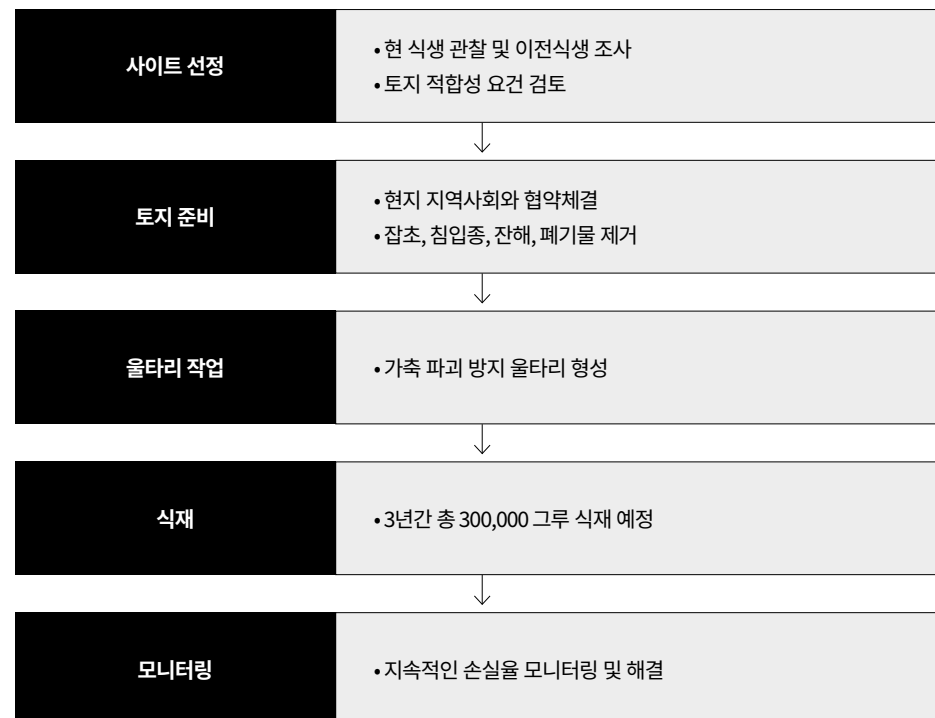 사이트 선정
• 현 식생 관찰 및 이전식생 조사
• 토지 적합성 요건 검토
토지 준비
• 현지 지역사회와 협약체결
• 잡초, 침입종, 잔해, 폐기물 제거
울타리 작업
• 가축 파괴 방지 울타리 형성
식재
• 3년간 총 300,000 그루 식재 예정
모니터링
• 지속적인 손실율 모니터링 및 해결